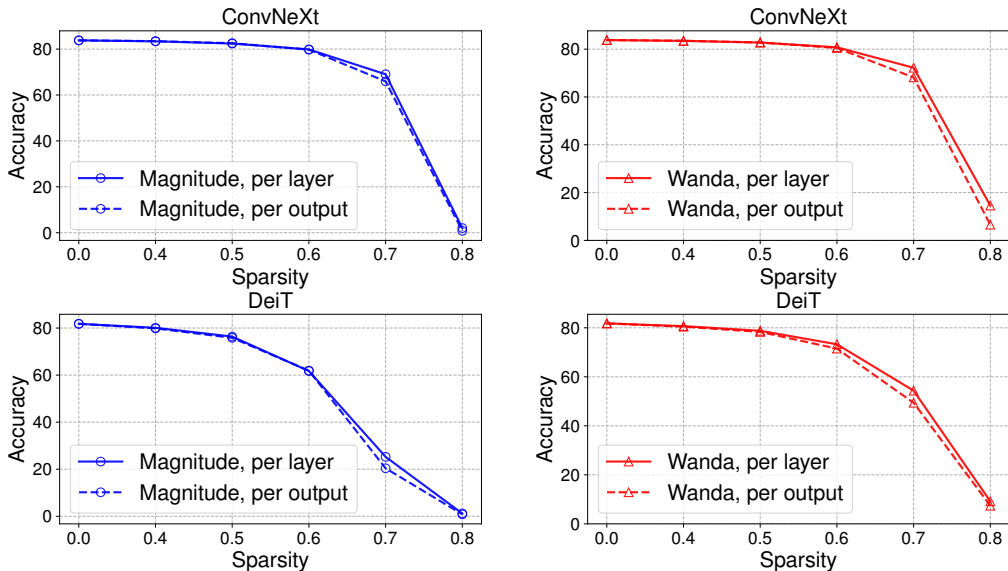 ConvNeXt
Accuracy
80
60
40
20
0
Magnitude, per layer
Magnitude, per output
0.0 0.4 0.5 0.6 0.7 0.8
Sparsity
ConvNeXt
Accuracy
80
60
40
20
0
Wanda, per layer
Wanda, per output
0.0 0.4 0.5 0.6 0.7 0.8
Sparsity
DeiT
Accuracy
80
60
40
20
0
Magnitude, per layer
Magnitude, per output
0.0 0.4 0.5 0.6 0.7 0.8
Sparsity
DeiT
Accuracy
80
60
40
20
0
Wanda, per layer
Wanda, per output
0.0 0.4 0.5 0.6 0.7 0.8
Sparsity